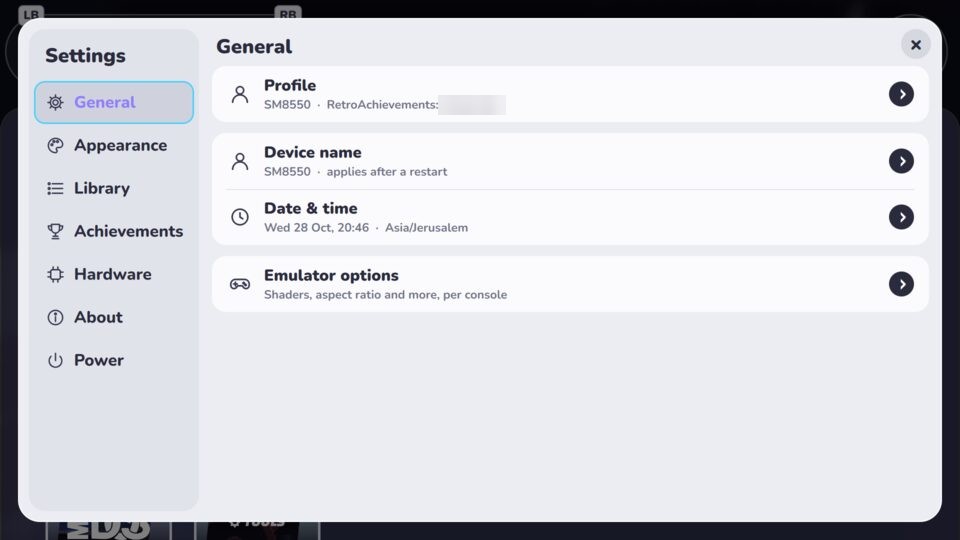 LB
RB
Settings
General
Appearance
Library
Achievements
Hardware
About
Power
General
Profile
SM8550 · RetroAchievements:
Device name
SM8550 · applies after a restart
Date & time
Wed 28 Oct, 20:46 · Asia/Jerusalem
Emulator options
Shaders, aspect ratio and more, per console
TOOLS